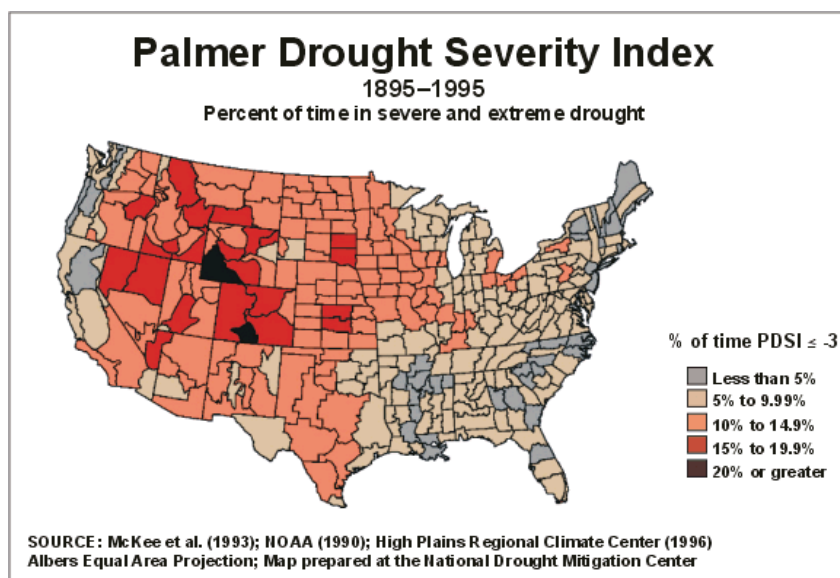 Palmer Drought Severity Index
1895–1995
Percent of time in severe and extreme drought
% of time PDSI ≤ -3
Less than 5%
5% to 9.99%
10% to 14.9%
15% to 19.9%
20% or greater
SOURCE: McKee et al. (1993); NOAA (1990); High Plains Regional Climate Center (1996)
Albers Equal Area Projection; Map prepared at the National Drought Mitigation Center